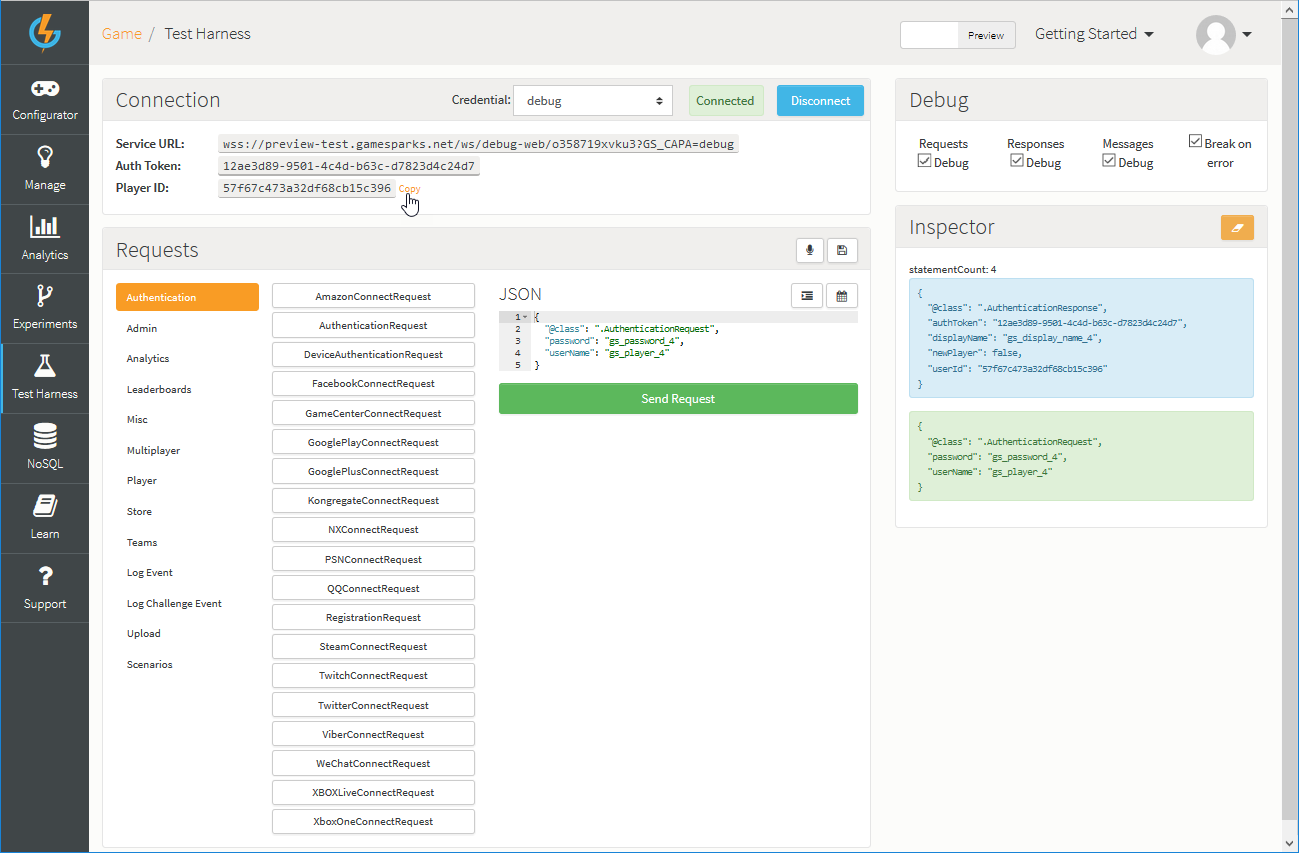 Game / Test Harness
Preview
Getting Started
Configurator
Manage
Analytics
Experiments
Test Harness
NoSQL
Learn
Support
Connection
Credential: debug
Connected
Disconnect
Service URL: wss://preview-test.gamesparks.net/ws/debug-web/o358719xvku3?GS_CAPA=debug
Auth Token: 12ae3d89-9501-4c4d-b63c-d7823d4c24d7
Player ID: 57f67c473a32df68cb15c396 Copy
Requests
Authentication
Admin
Analytics
Leaderboards
Misc
Multiplayer
Player
Store
Teams
Log Event
Log Challenge Event
Upload
Scenarios
AmazonConnectRequest
AuthenticationRequest
DeviceAuthenticationRequest
FacebookConnectRequest
GameCenterConnectRequest
GooglePlayConnectRequest
GooglePlusConnectRequest
KongregateConnectRequest
NXConnectRequest
PSNConnectRequest
QQConnectRequest
RegistrationRequest
SteamConnectRequest
TwitchConnectRequest
TwitterConnectRequest
ViberConnectRequest
WeChatConnectRequest
XBOXLiveConnectRequest
XboxOneConnectRequest
JSON
1 {
2 "@class": ".AuthenticationRequest",
3 "password": "gs_password_4",
4 "userName": "gs_player_4"
5 }
Send Request
Debug
Requests
Debug
Responses
Debug
Messages
Debug
Break on
error
Inspector
statementCount: 4
{
"@class": ".AuthenticationResponse",
"authToken": "12ae3d89-9501-4c4d-b63c-d7823d4c24d7",
"displayName": "gs_display_name_4",
"newPlayer": false,
"userId": "57f67c473a32df68cb15c396"
}
{
"@class": ".AuthenticationRequest",
"password": "gs_password_4",
"userName": "gs_player_4"
}